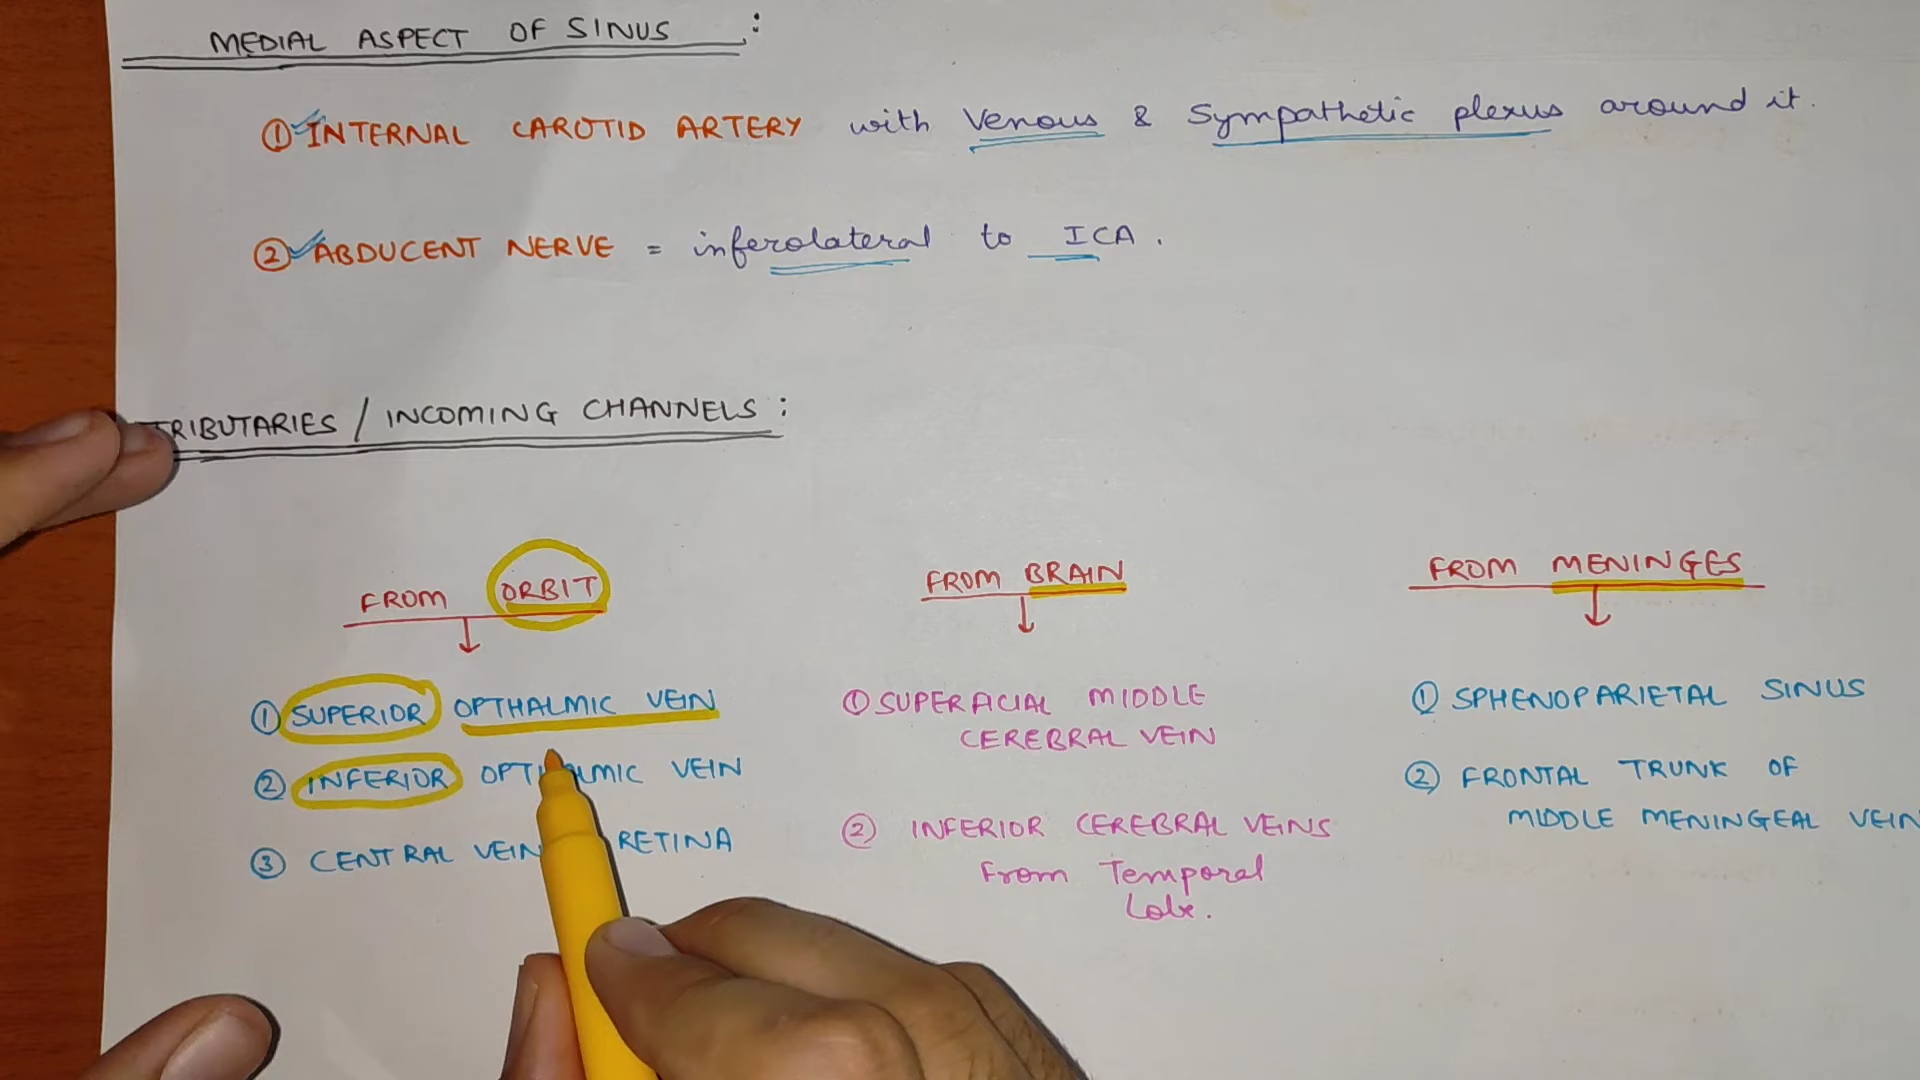 MEDIAL ASPECT OF SINUS :
① INTERNAL CAROTID ARTERY with Venous & Sympathetic plexus around it.
② ABDUCENT NERVE = inferolateral to ICA.
TRIBUTARIES / INCOMING CHANNELS :
FROM ORBIT
① SUPERIOR OPTHALMIC VEIN
② INFERIOR OPTHALMIC VEIN
③ CENTRAL VEIN RETINA
FROM BRAIN
① SUPERFICIAL MIDDLE
CEREBRAL VEIN
② INFERIOR CEREBRAL VEINS
From Temporal
Lobe.
FROM MENINGES
① SPHENOPARIETAL SINUS
② FRONTAL TRUNK OF
MIDDLE MENINGEAL VEIN